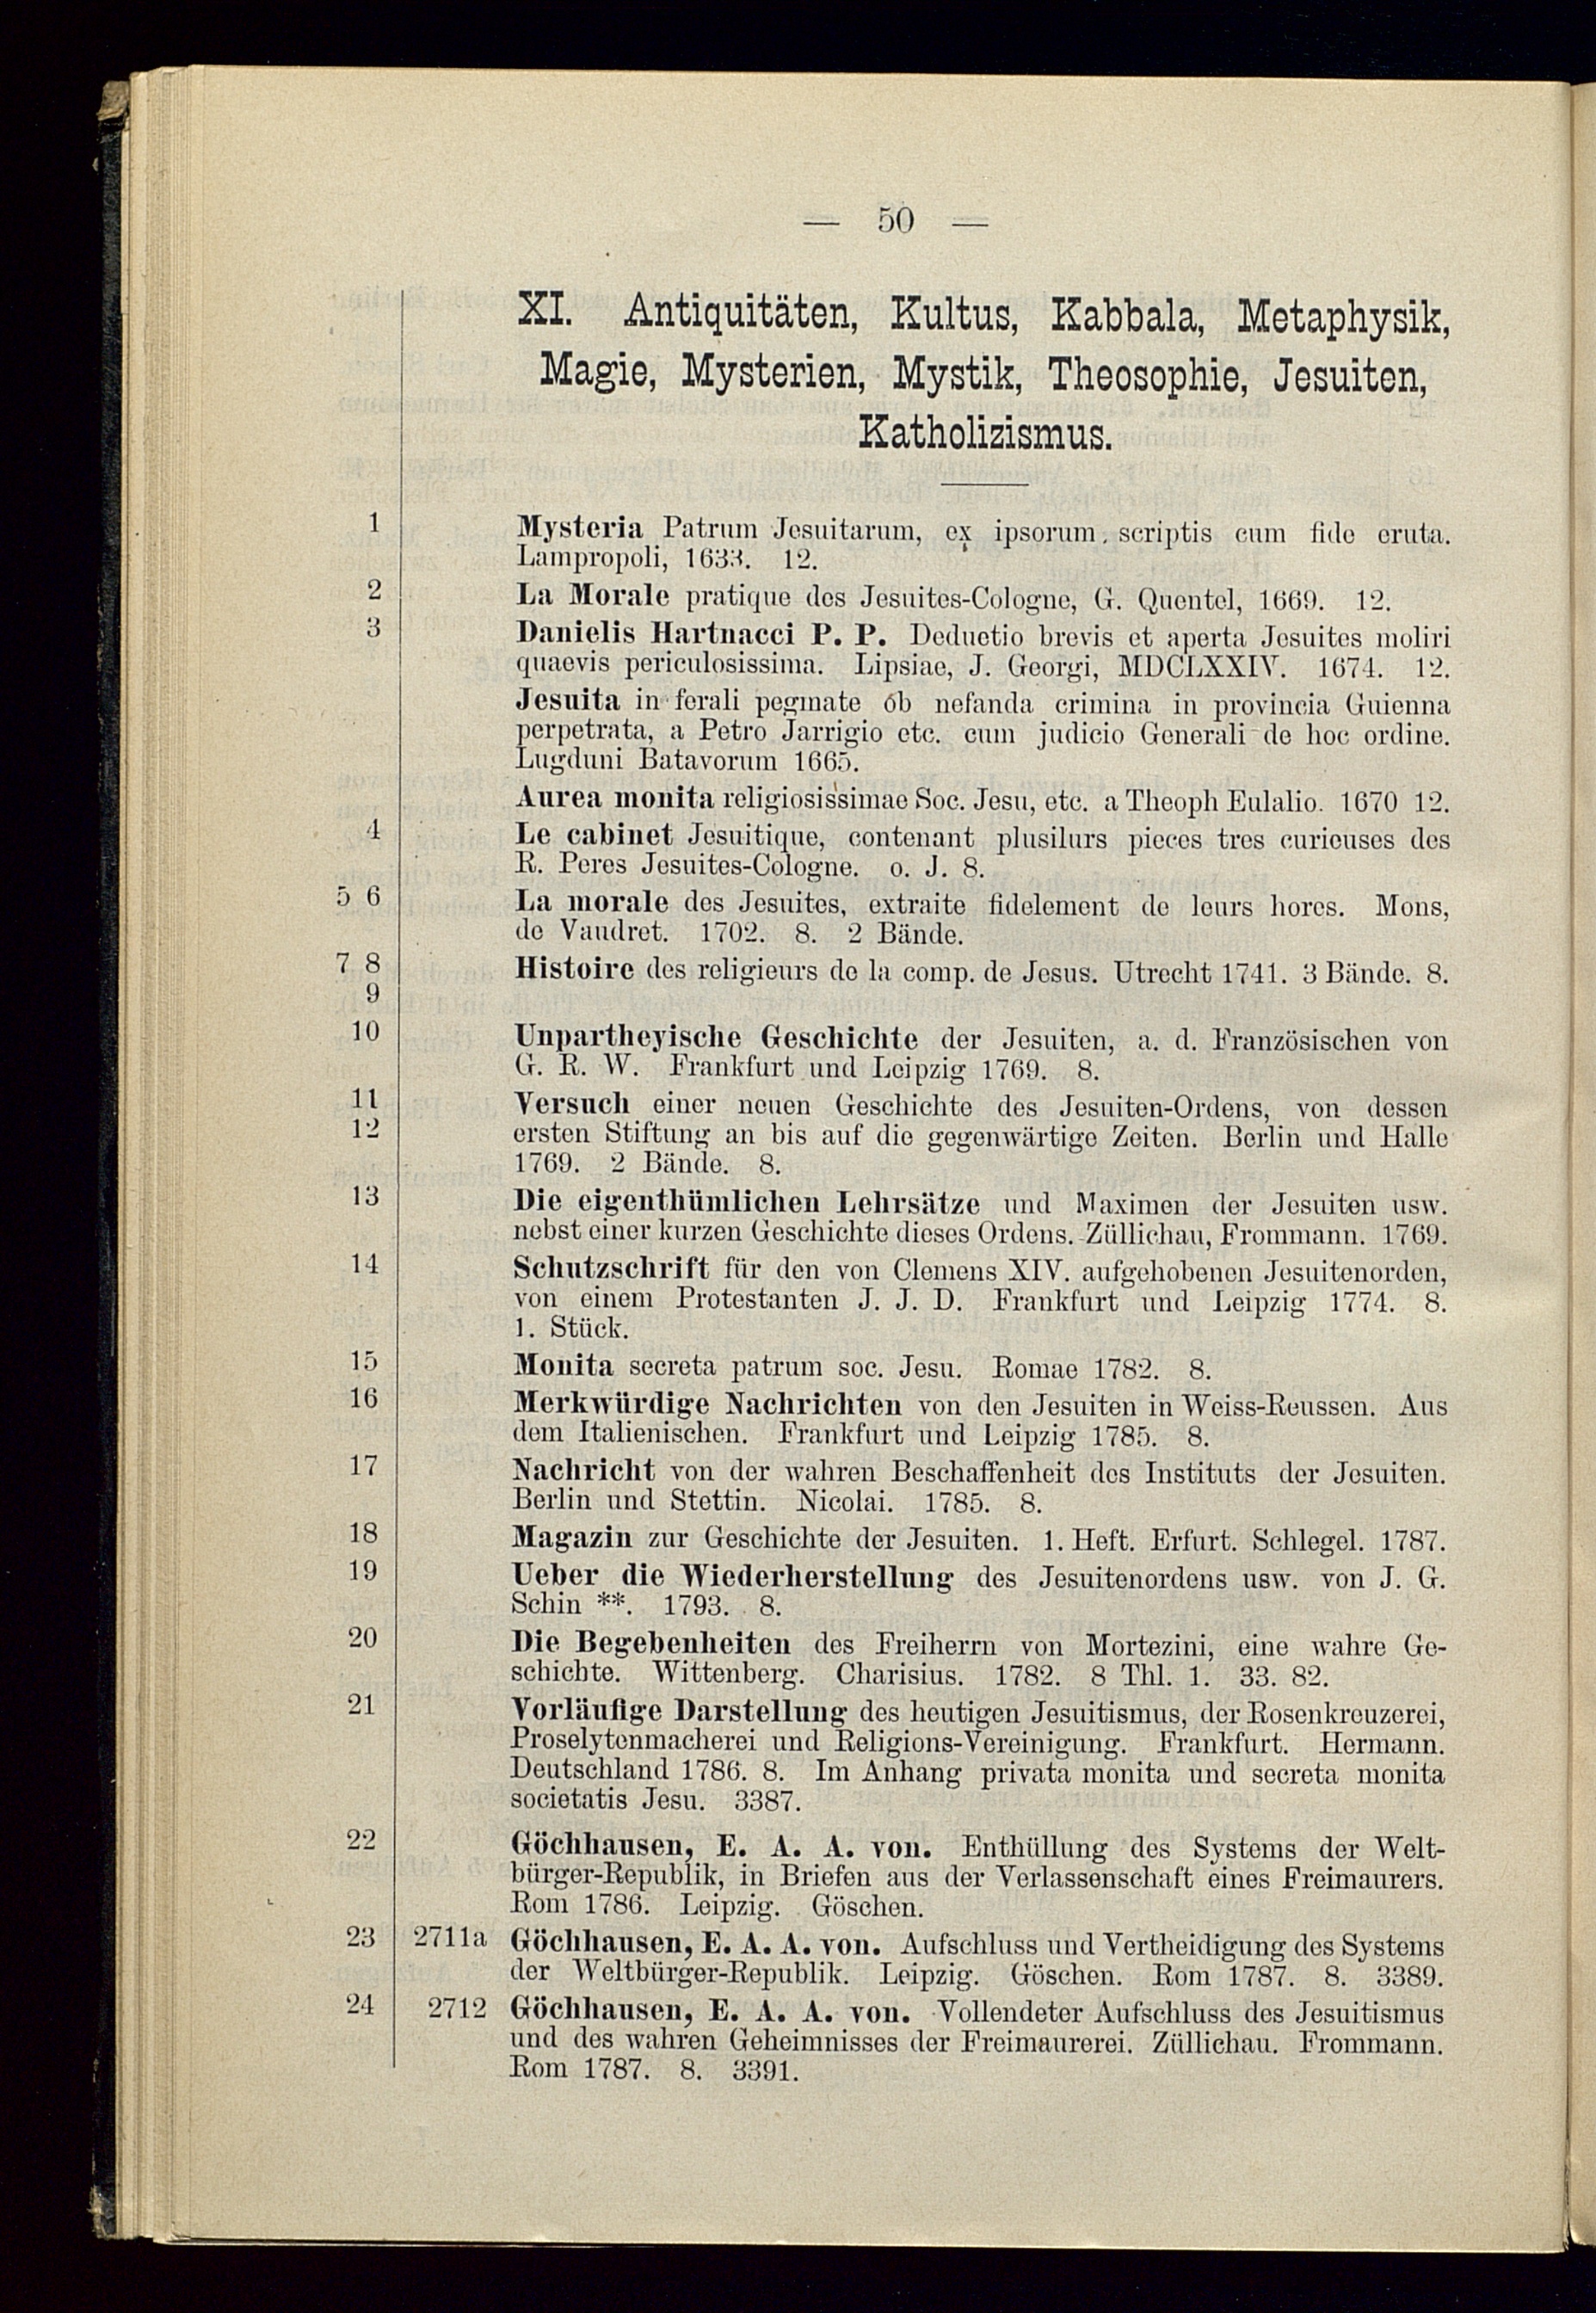 — 50 —
XI. Antiquitäten, Kultus, Kabbala, Metaphysik,
Magie, Mysterien, Mystik, Theosophie, Jesuiten,
Katholizismus.
1 Mysteria Patrum Jesuitarum, ex ipsorum scriptis cum fide eruta.
Lampropoli, 1633. 12.
2 La Morale pratique des Jesuites-Cologne, G. Quentel, 1669. 12.
3 Danielis Hartnacci P. P. Deductio brevis et aperta Jesuites moliri
quaevis periculosissima. Lipsiae, J. Georgi, MDCLXXIV. 1674. 12.
Jesuita in ferali pegmate ob nefanda crimina in provincia Guienna
perpetrata, a Petro Jarrigio etc. cum judicio Generali de hoc ordine.
Lugduni Batavorum 1665.
Aurea monita religiosissimae Soc. Jesu, etc. a Theoph Eulalio. 1670 12.
4 Le cabinet Jesuitique, contenant plusilurs pieces tres curieuses des
R. Peres Jesuites-Cologne. o. J. 8.
5 6 La morale des Jesuites, extraite fidelement de leurs hores. Mons,
de Vaudret. 1702. 8. 2 Bände.
7 8 Histoire des religieurs de la comp. de Jesus. Utrecht 1741. 3 Bände. 8.
9
10 Unpartheyische Geschichte der Jesuiten, a. d. Französischen von
G. R. W. Frankfurt und Leipzig 1769. 8.
11 Versuch einer neuen Geschichte des Jesuiten-Ordens, von dessen
12 ersten Stiftung an bis auf die gegenwärtige Zeiten. Berlin und Halle
1769. 2 Bände. 8.
13 Die eigenthümlichen Lehrsätze und Maximen der Jesuiten usw.
nebst einer kurzen Geschichte dieses Ordens. Züllichau, Frommann. 1769.
14 Schutzschrift für den von Clemens XIV. aufgehobenen Jesuitenorden,
von einem Protestanten J. J. D. Frankfurt und Leipzig 1774. 8.
1. Stück.
15 Monita secreta patrum soc. Jesu. Romae 1782. 8.
16 Merkwürdige Nachrichten von den Jesuiten in Weiss-Reussen. Aus
dem Italienischen. Frankfurt und Leipzig 1785. 8.
17 Nachricht von der wahren Beschaffenheit des Instituts der Jesuiten.
Berlin und Stettin. Nicolai. 1785. 8.
18 Magazin zur Geschichte der Jesuiten. 1. Heft. Erfurt. Schlegel. 1787.
19 Ueber die Wiederherstellung des Jesuitenordens usw. von J. G.
Schin **. 1793. 8.
20 Die Begebenheiten des Freiherrn von Mortezini, eine wahre Ge-
schichte. Wittenberg. Charisius. 1782. 8 Thl. 1. 33. 82.
21 Vorläufige Darstellung des heutigen Jesuitismus, der Rosenkreuzerei,
Proselytenmacherei und Religions-Vereinigung. Frankfurt. Hermann.
Deutschland 1786. 8. Im Anhang privata monita und secreta monita
societatis Jesu. 3387.
22 Göchhausen, E. A. A. von. Enthüllung des Systems der Welt-
bürger-Republik, in Briefen aus der Verlassenschaft eines Freimaurers.
Rom 1786. Leipzig. Göschen.
23 2711a Göchhausen, E. A. A. von. Aufschluss und Vertheidigung des Systems
der Weltbürger-Republik. Leipzig. Göschen. Rom 1787. 8. 3389.
24 2712 Göchhausen, E. A. A. von. Vollendeter Aufschluss des Jesuitismus
und des wahren Geheimnisses der Freimaurerei. Züllichau. Frommann.
Rom 1787. 8. 3391.